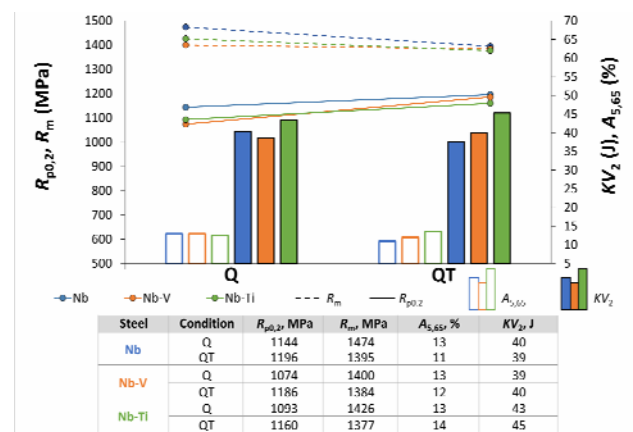 1500
1400
1300
1200
1100
1000
900
800
700
600
500
Rp0,2, Rm (MPa)
70
65
60
55
50
45
40
35
30
25
20
15
10
5
KV2 (J), A5,65 (%)
Q QT
Nb Nb-V Nb-Ti Rm Rp0.2 A5,65 KV2
Steel Condition Rp0,2, MPa Rm, MPa A5,65, % KV2, J
Nb Q 1144 1474 13 40
QT 1196 1395 11 39
Nb-V Q 1074 1400 13 39
QT 1186 1384 12 40
Nb-Ti Q 1093 1426 13 43
QT 1160 1377 14 45